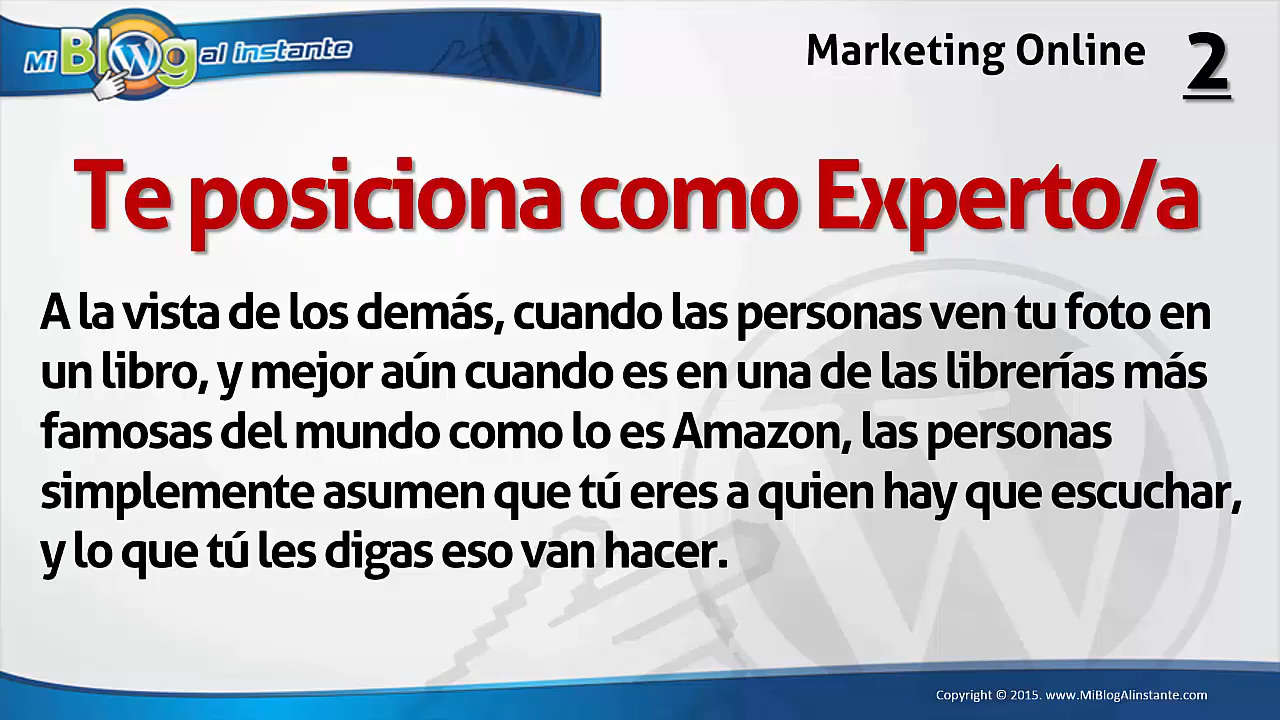 Mi Blog al instante
Marketing Online 2
Te posiciona como Experto/a
A la vista de los demás, cuando las personas ven tu foto en
un libro, y mejor aún cuando es en una de las librerías más
famosas del mundo como lo es Amazon, las personas
simplemente asumen que tú eres a quien hay que escuchar,
y lo que tú les digas eso van hacer.
Copyright © 2015. www.MiBlogAlinstante.com